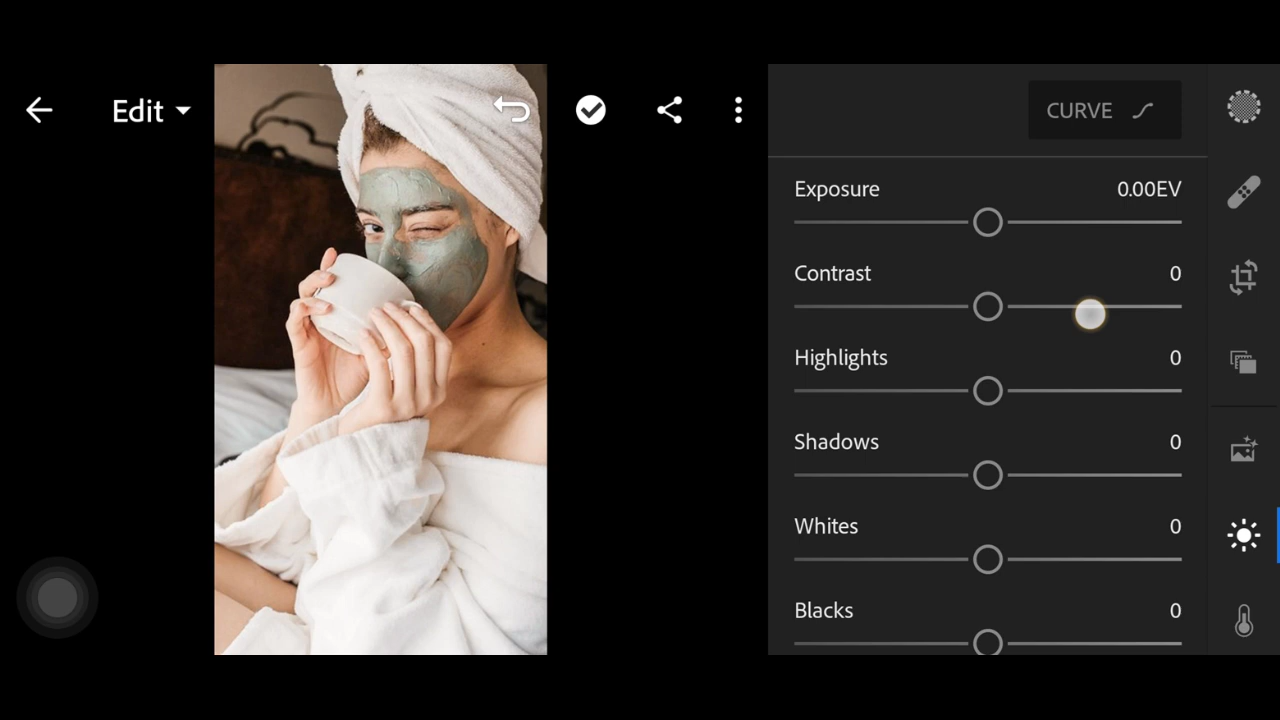 Edit
CURVE
Exposure 0.00EV
Contrast 0
Highlights 0
Shadows 0
Whites 0
Blacks 0